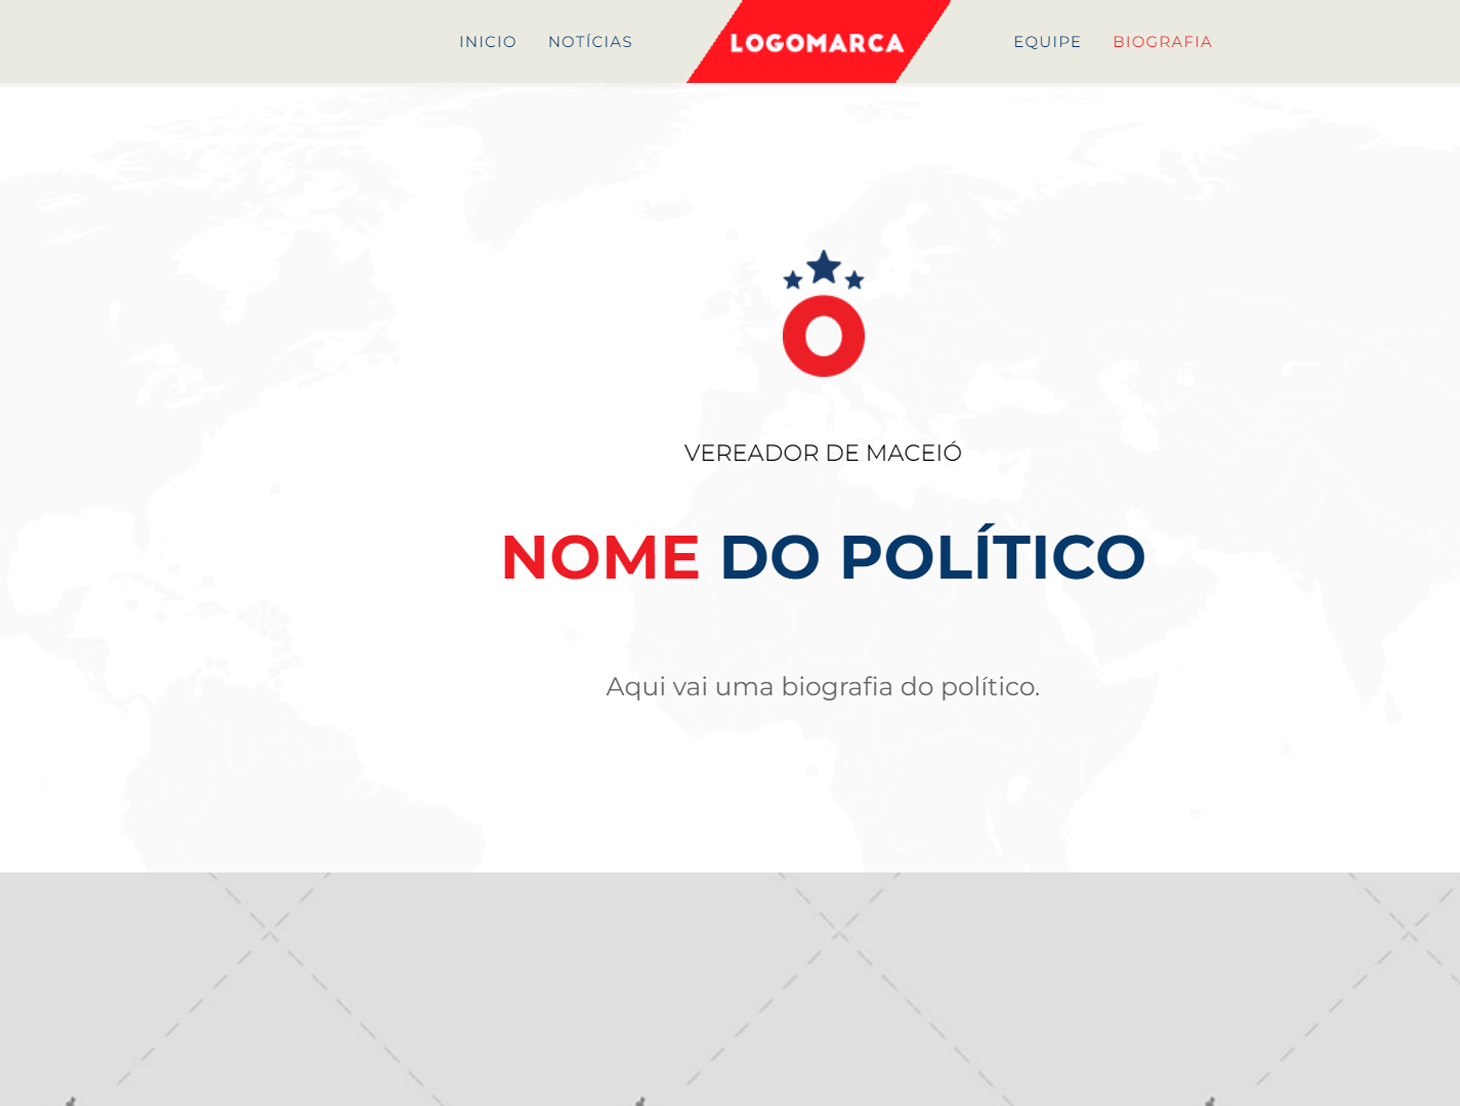 INICIO NOTÍCIAS LOGOMARCA EQUIPE BIOGRAFIA
VEREADOR DE MACEIÓ
NOME DO POLÍTICO
Aqui vai uma biografia do político.